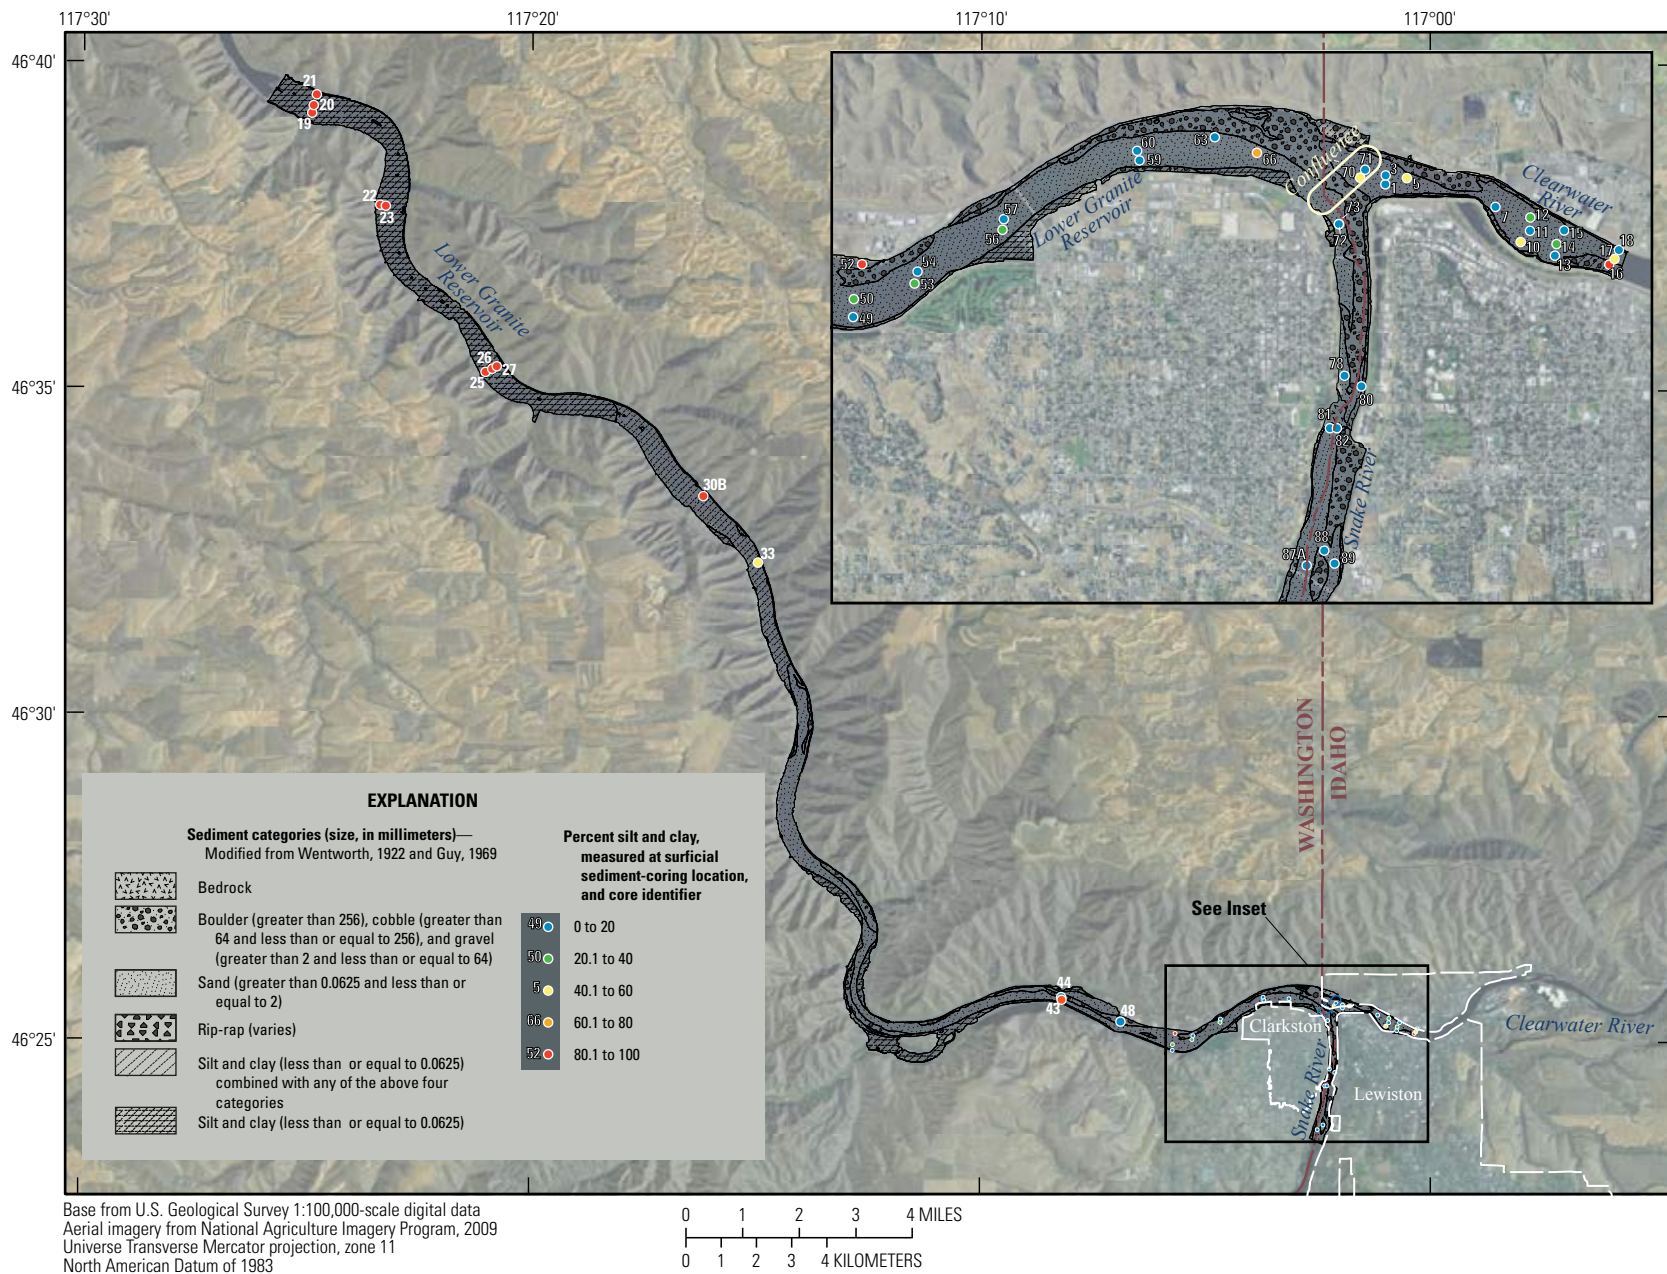 117°30'
117°20'
117°10'
117°00'
46°40'
46°35'
46°30'
46°25'
21
20
19
22
23
Lower Granite
Reservoir
26
27
25
30B
33
44
43
48
60
59
63
66
Confluence
71
70
3
1
5
Clearwater
River
7
12
11
10
15
14
13
17
18
16
57
56
Lower Granite
Reservoir
52
54
53
50
49
73
72
78
80
81
82
Snake River
88
87A
89
WASHINGTON
IDAHO
See Inset
Clarkston
Lewiston
Snake River
Clearwater River
EXPLANATION
Sediment categories (size, in millimeters)—
Modified from Wentworth, 1922 and Guy, 1969
Bedrock
Boulder (greater than 256), cobble (greater than
64 and less than or equal to 256), and gravel
(greater than 2 and less than or equal to 64)
Sand (greater than 0.0625 and less than or
equal to 2)
Rip-rap (varies)
Silt and clay (less than or equal to 0.0625)
combined with any of the above four
categories
Silt and clay (less than or equal to 0.0625)
Percent silt and clay,
measured at surficial
sediment-coring location,
and core identifier
49 0 to 20
50 20.1 to 40
5 40.1 to 60
66 60.1 to 80
52 80.1 to 100
Base from U.S. Geological Survey 1:100,000-scale digital data
Aerial imagery from National Agriculture Imagery Program, 2009
Universe Transverse Mercator projection, zone 11
North American Datum of 1983
0 1 2 3 4 MILES
0 1 2 3 4 KILOMETERS